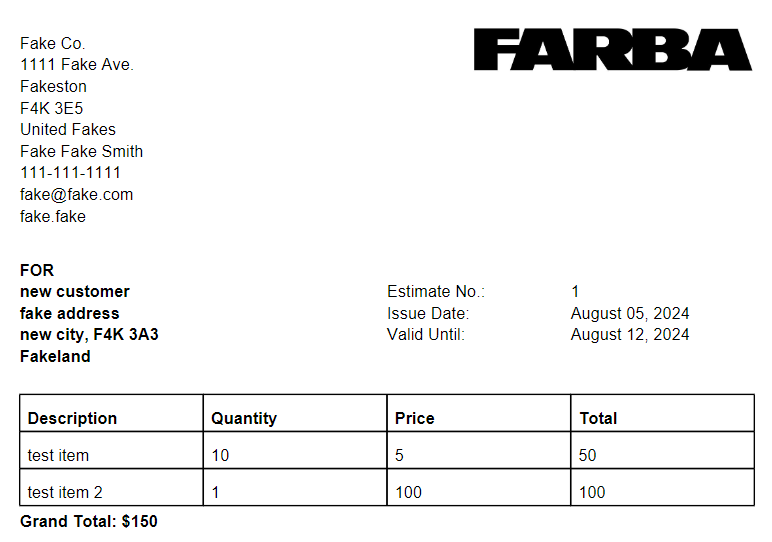 FARBA
Fake Co.
1111 Fake Ave.
Fakeston
F4K 3E5
United Fakes
Fake Fake Smith
111-111-1111
fake@fake.com
fake.fake
FOR
new customer
fake address
new city, F4K 3A3
Fakeland
Estimate No.: 1
Issue Date: August 05, 2024
Valid Until: August 12, 2024
Description Quantity Price Total
test item 10 5 50
test item 2 1 100 100
Grand Total: $150